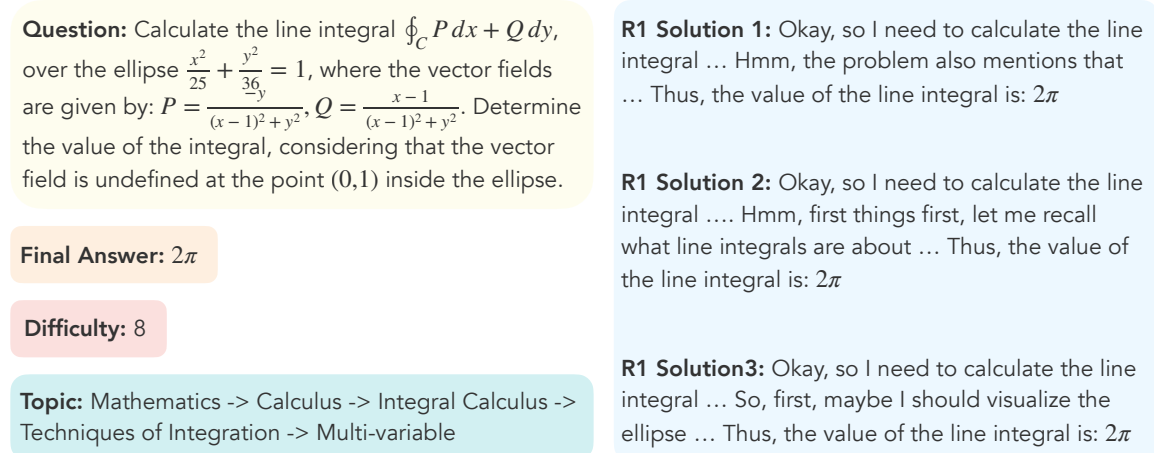 Question: Calculate the line integral ∮_C P dx + Q dy,
over the ellipse x²/25 + y²/36 = 1, where the vector fields
are given by: P = −y/((x − 1)² + y²), Q = (x − 1)/((x − 1)² + y²). Determine
the value of the integral, considering that the vector
field is undefined at the point (0,1) inside the ellipse.
Final Answer: 2π
Difficulty: 8
Topic: Mathematics -> Calculus -> Integral Calculus ->
Techniques of Integration -> Multi-variable
R1 Solution 1: Okay, so I need to calculate the line
integral … Hmm, the problem also mentions that
… Thus, the value of the line integral is: 2π
R1 Solution 2: Okay, so I need to calculate the line
integral …. Hmm, first things first, let me recall
what line integrals are about … Thus, the value of
the line integral is: 2π
R1 Solution3: Okay, so I need to calculate the line
integral … So, first, maybe I should visualize the
ellipse … Thus, the value of the line integral is: 2π